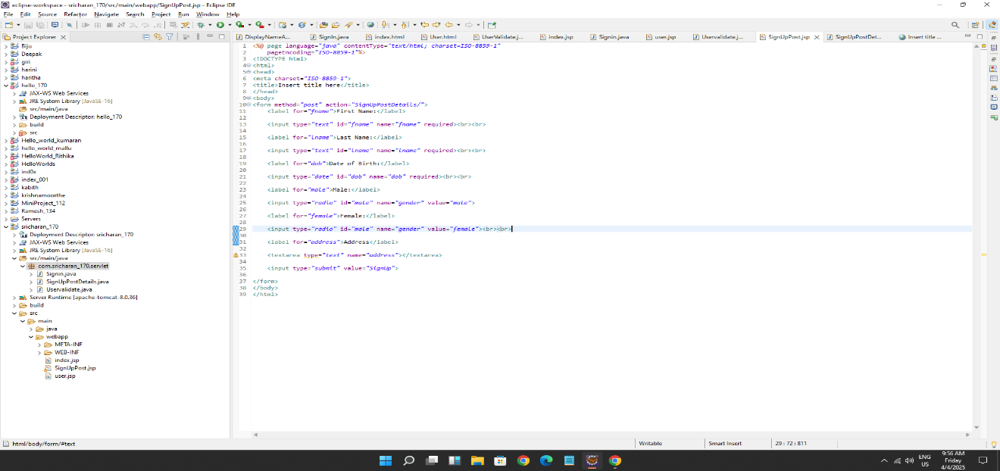 eclipse-workspace - sricharan_170/src/main/webapp/SignUpPost.jsp - Eclipse IDE
File Edit Source Refactor Navigate Search Project Run Window Help
Project Explorer
Biju
Deepak
giri
harini
haritha
hello_170
JAX-WS Web Services
JRE System Library [JavaSE-16]
src/main/java
Deployment Descriptor: hello_170
build
src
Hello_world_kumaran
hello_world_mallu
HelloWorld_Rithika
HelloWorlds
ind0x
index_001
kabith
krishnamoorthe
MiniProject_112
Ramesh_134
Servers
sricharan_170
Deployment Descriptor: sricharan_170
JAX-WS Web Services
JRE System Library [JavaSE-16]
src/main/java
com.sricharan_170.servlet
Signin.java
SignUpPostDetails.java
Uservalidate.java
Server Runtime [apache-tomcat-8.0.36]
build
src
main
java
webapp
META-INF
WEB-INF
index.jsp
SignUpPost.jsp
user.jsp
DisplayNameA... SignIn.java index.html User.html UserValidate.j... index.jsp Signin.java user.jsp Uservalidate.j... SignUpPost.jsp SignUpPostDet... Insert title ...
1 <%@ page language="java" contentType="text/html; charset=ISO-8859-1"
2 pageEncoding="ISO-8859-1"%>
3 <!DOCTYPE html>
4 <html>
5 <head>
6 <meta charset="ISO-8859-1">
7 <title>Insert title here</title>
8 </head>
9 <body>
10 <form method="post" action="SignUpPostDetails/">
11 <label for="fname">First Name:</label>
12
13 <input type="text" id="fname" name="fname" required><br><br>
14
15 <label for="lname">Last Name:</label>
16
17 <input type="text" id="lname" name="lname" required><br><br>
18
19 <label for="dob">Date of Birth:</label>
20
21 <input type="date" id="dob" name="dob" required><br><br>
22
23 <label for="male">Male:</label>
24
25 <input type="radio" id="male" name="gender" value="male">
26
27 <label for="female">Female:</label>
28
29 <input type="radio" id="male" name="gender" value="female"><br><br>
30
31 <label for="address">Address</label>
32
33 <textarea type="text" name="address"></textarea>
34
35 <input type="submit" value="SignUp">
36
37 </form>
38 </body>
39 </html>
html/body/form/#text Writable Smart Insert 29 : 72 : 811
ENG
US
9:56 AM
Friday
4/4/2025